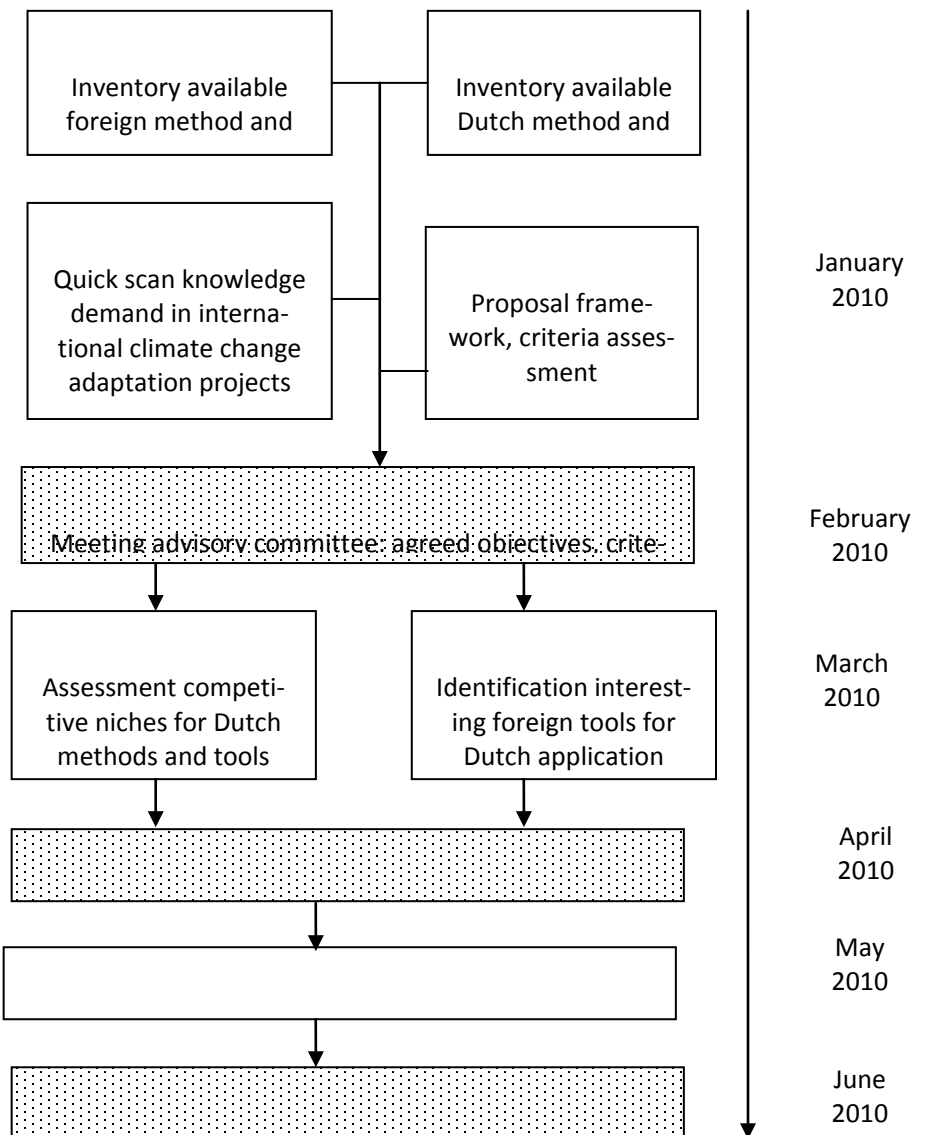 Inventory available
foreign method and
Inventory available
Dutch method and
Quick scan knowledge
demand in interna-
tional climate change
adaptation projects
Proposal frame-
work, criteria asses-
sment
January
2010
Meeting advisory committee: agreed objectives, crite-
February
2010
Assessment competi-
tive niches for Dutch
methods and tools
Identification interest-
ing foreign tools for
Dutch application
March
2010
April
2010
May
2010
June
2010